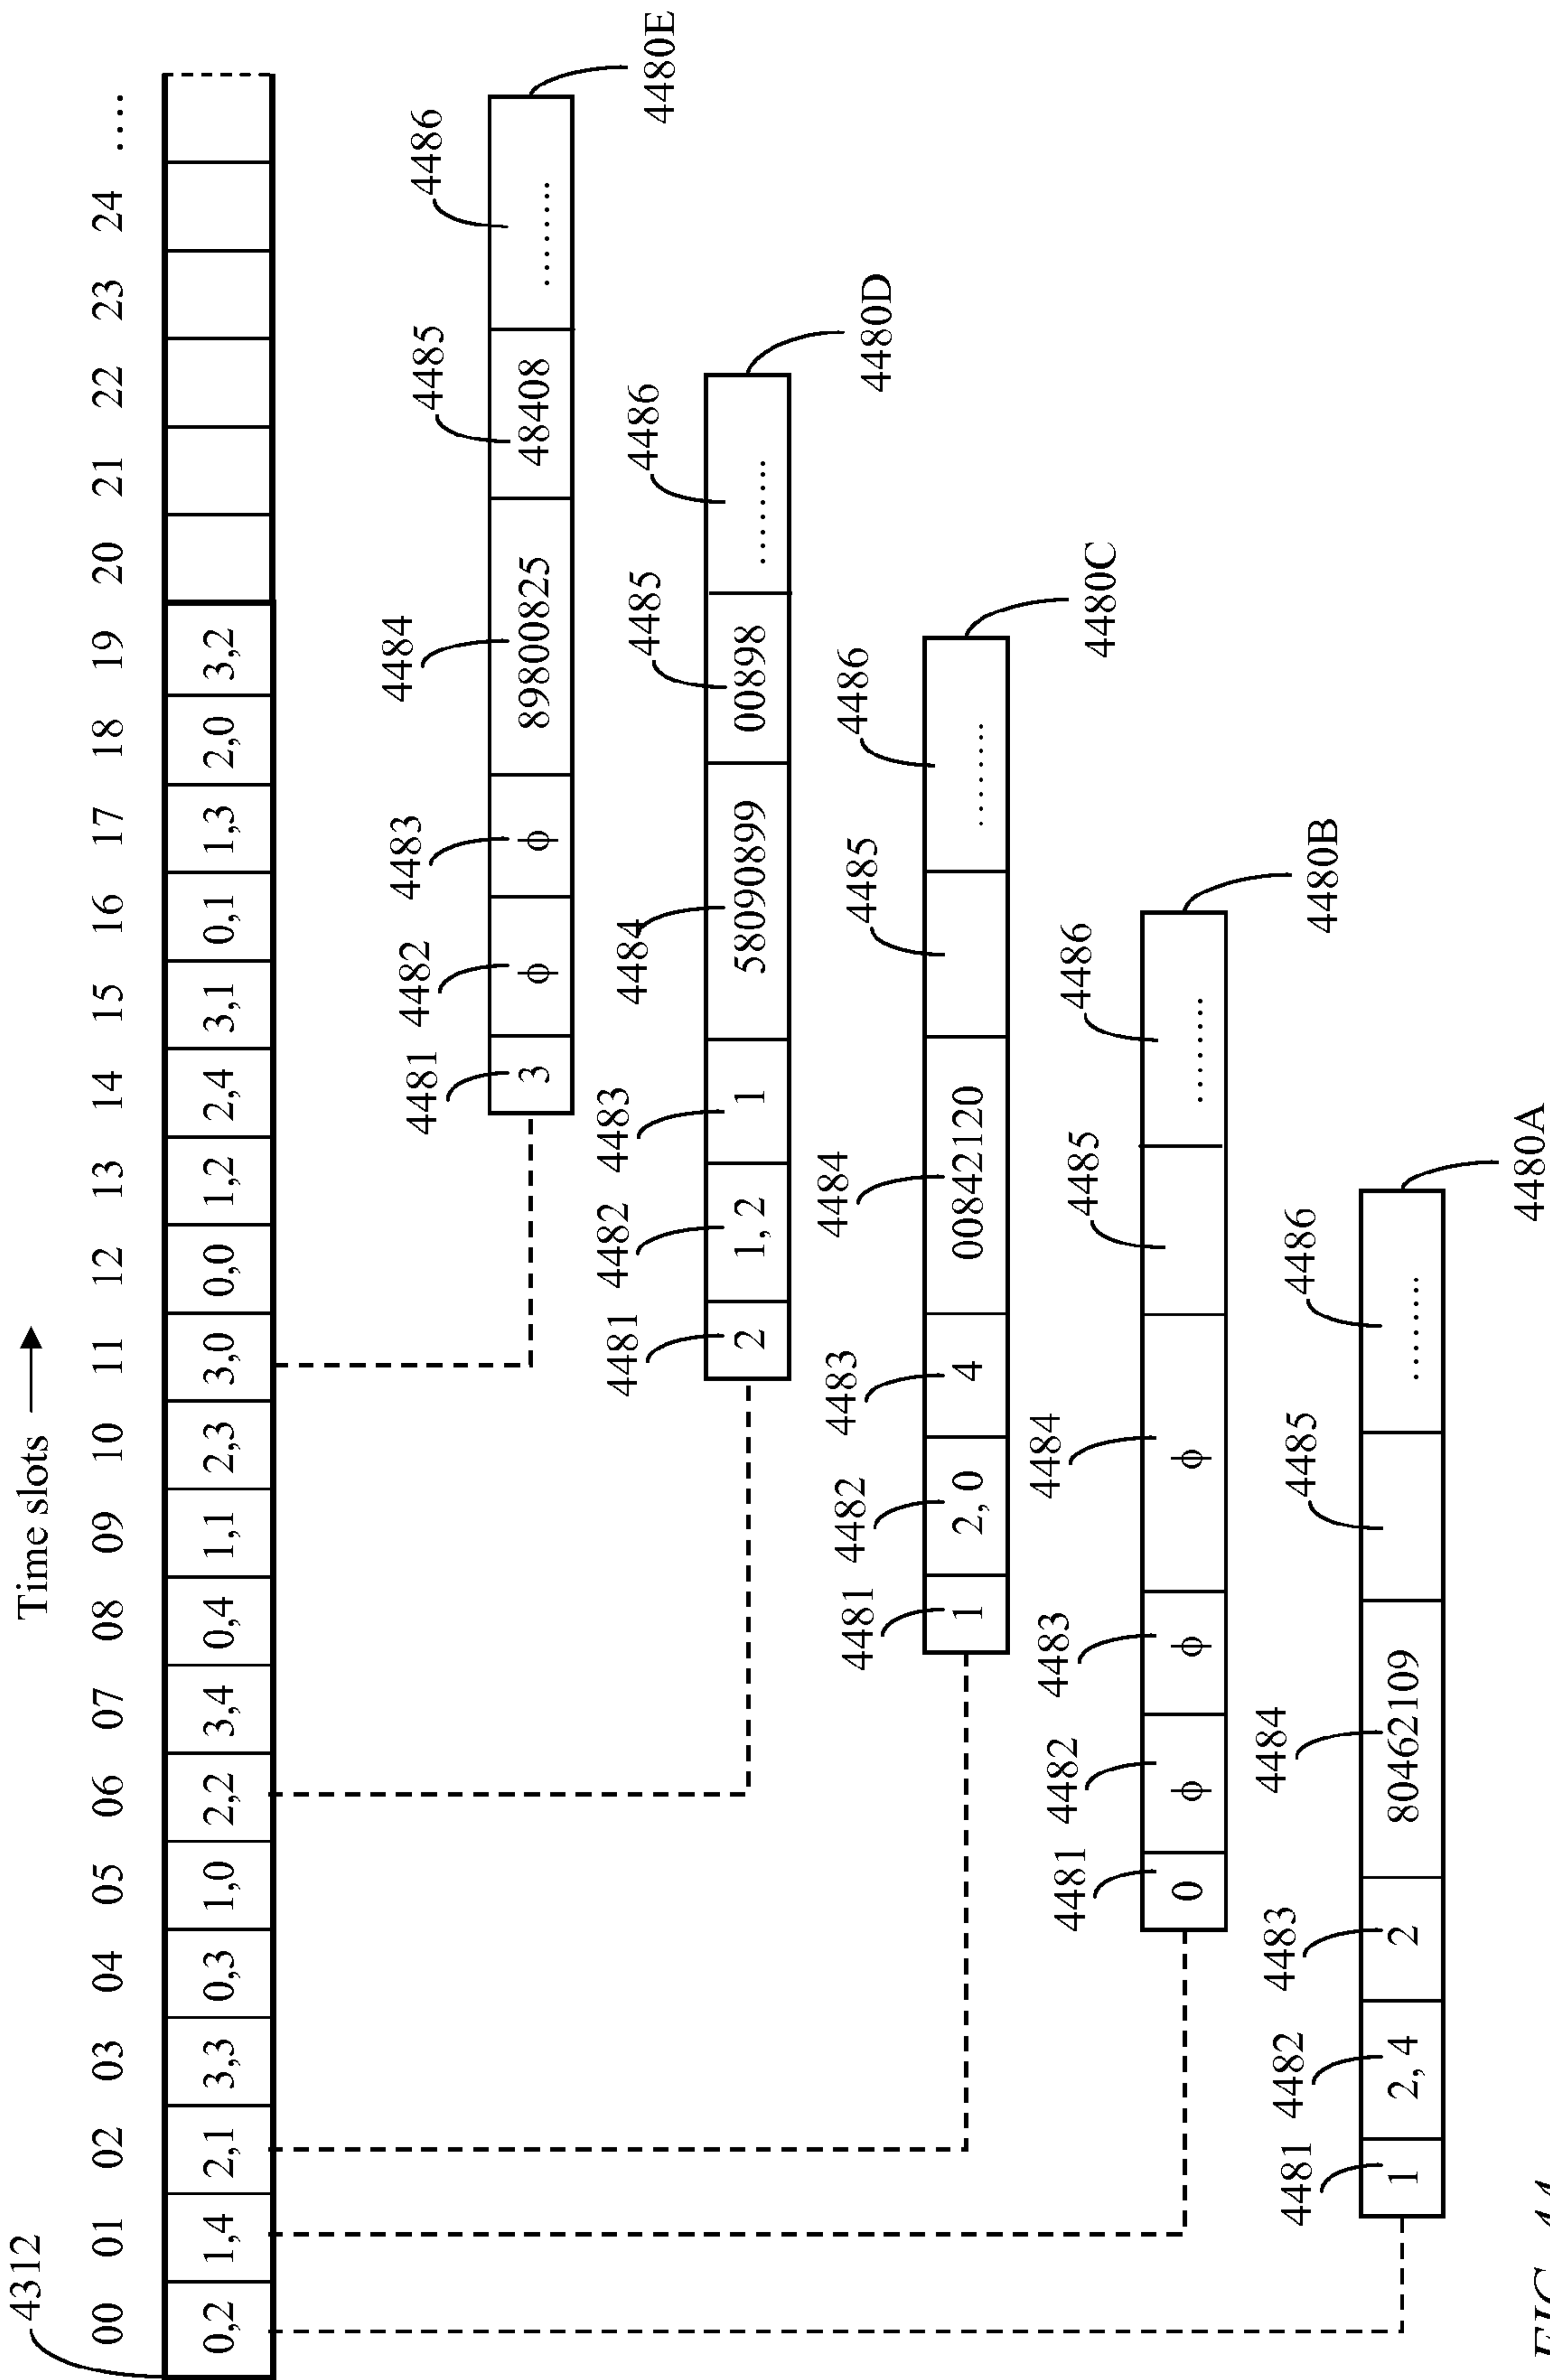 Time slots
4312
00 01 02 03 04 05 06 07 08 09 10 11 12 13 14 15 16 17 18 19 20 21 22 23 24 ....
0,2 1,4 2,1 3,3 0,3 1,0 2,2 3,4 0,4 1,1 2,3 3,0 0,0 1,2 2,4 3,1 0,1 1,3 2,0 3,2
4481 4482 4483 4484 4485 4486
3 ϕ ϕ 89800825 48408 ........
4480E
4481 4482 4483 4484 4485 4486
2 1, 2 1 58090899 00898 ........
4480D
4481 4482 4483 4484 4485 4486
1 2, 0 4 00842120 ........
4480C
4481 4482 4483 4484 4485 4486
0 ϕ ϕ ϕ ........
4480B
4481 4482 4483 4484 4485 4486
1 2, 4 2 80462109 ........
4480A
FIG. 44